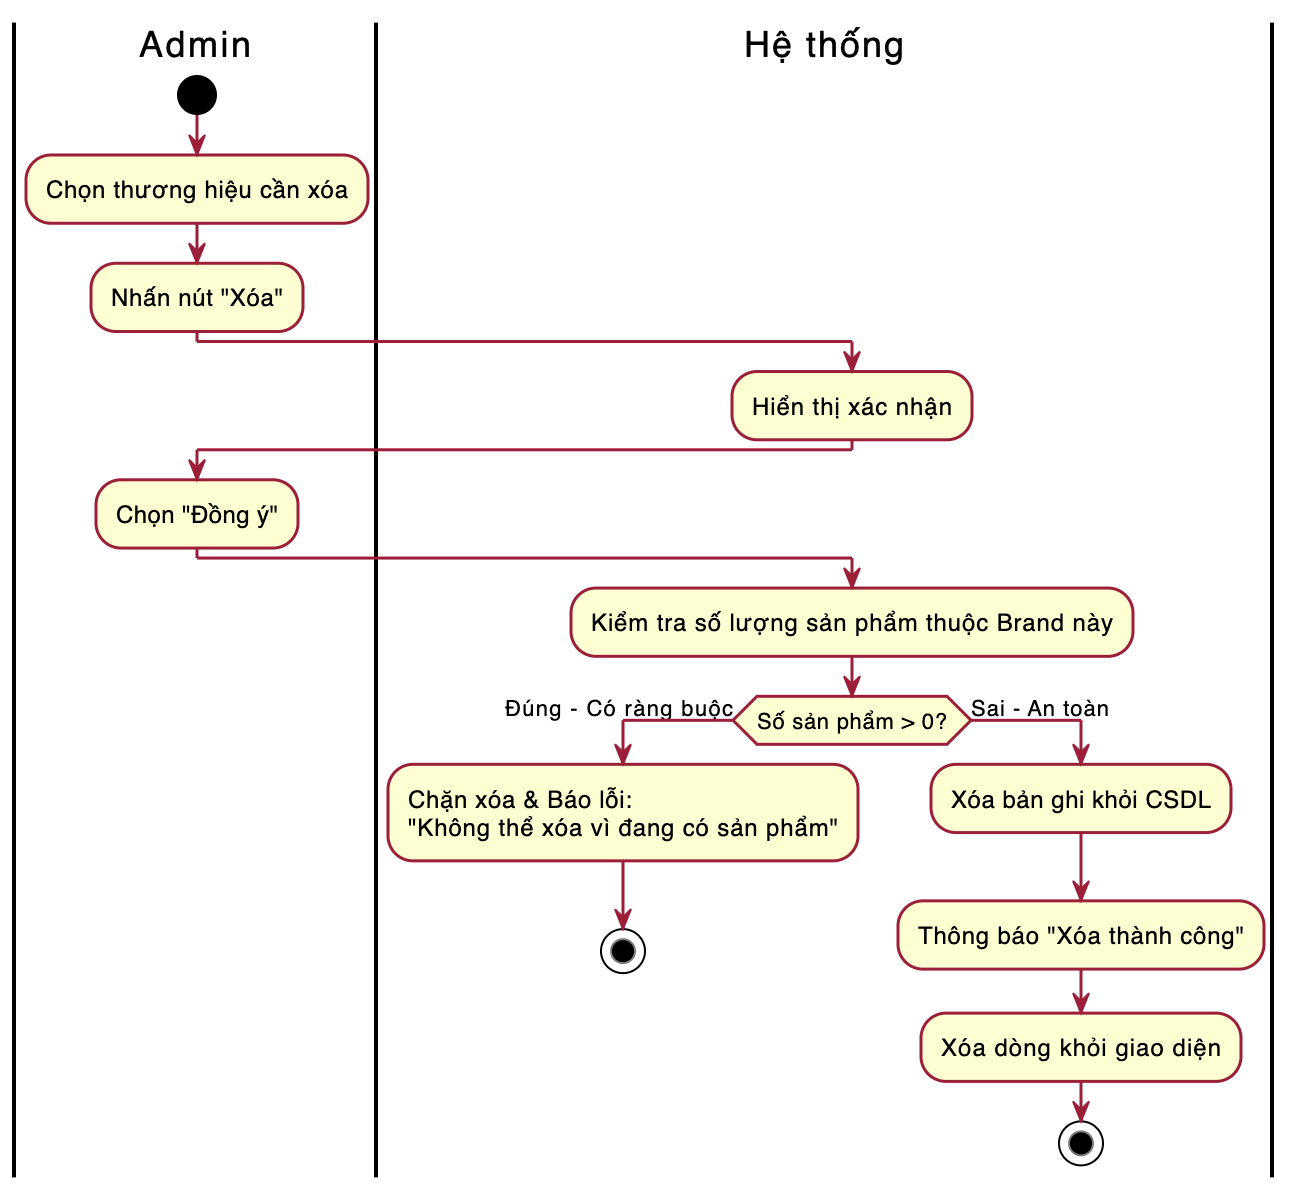 Admin
Hệ thống
Chọn thương hiệu cần xóa
Nhấn nút "Xóa"
Hiển thị xác nhận
Chọn "Đồng ý"
Kiểm tra số lượng sản phẩm thuộc Brand này
Đúng - Có ràng buộc
Số sản phẩm > 0?
Sai - An toàn
Chặn xóa & Báo lỗi:
"Không thể xóa vì đang có sản phẩm"
Xóa bản ghi khỏi CSDL
Thông báo "Xóa thành công"
Xóa dòng khỏi giao diện